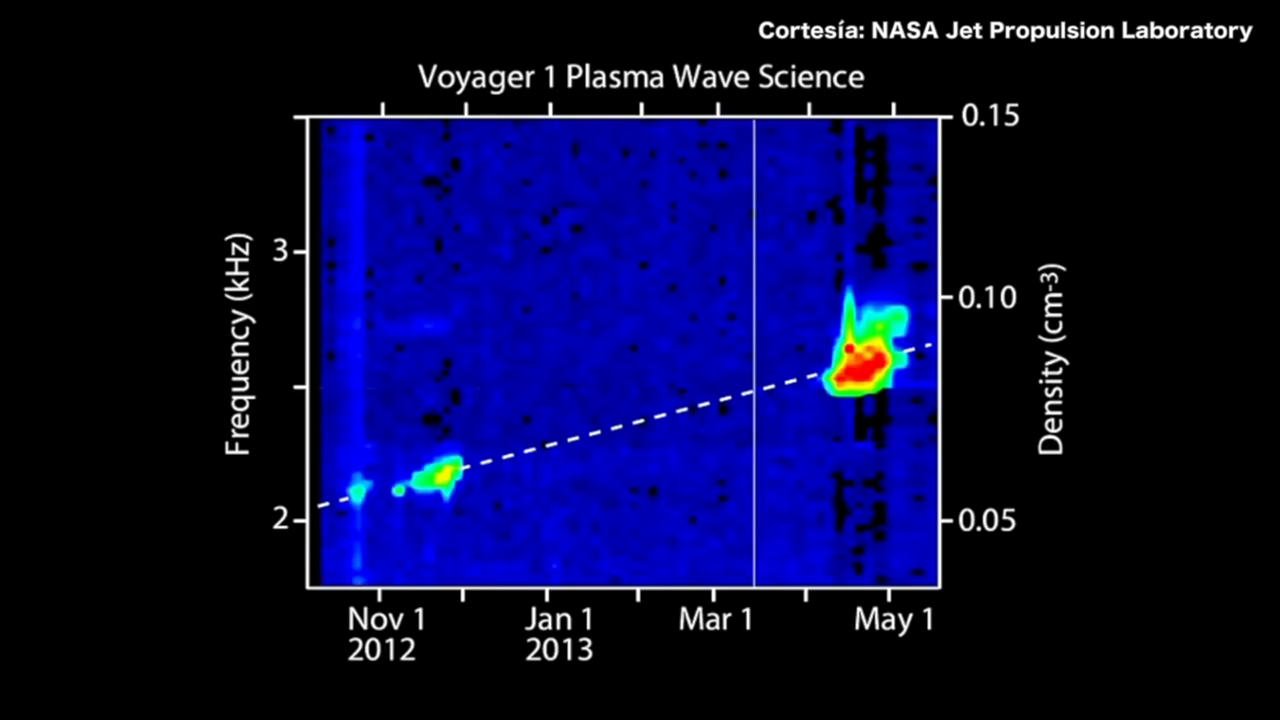 Cortesía: NASA Jet Propulsion Laboratory
Voyager 1 Plasma Wave Science
0.15
3
Frequency (kHz)
0.10
Density (cm-3)
2
0.05
Nov 1
2012
Jan 1
2013
Mar 1
May 1